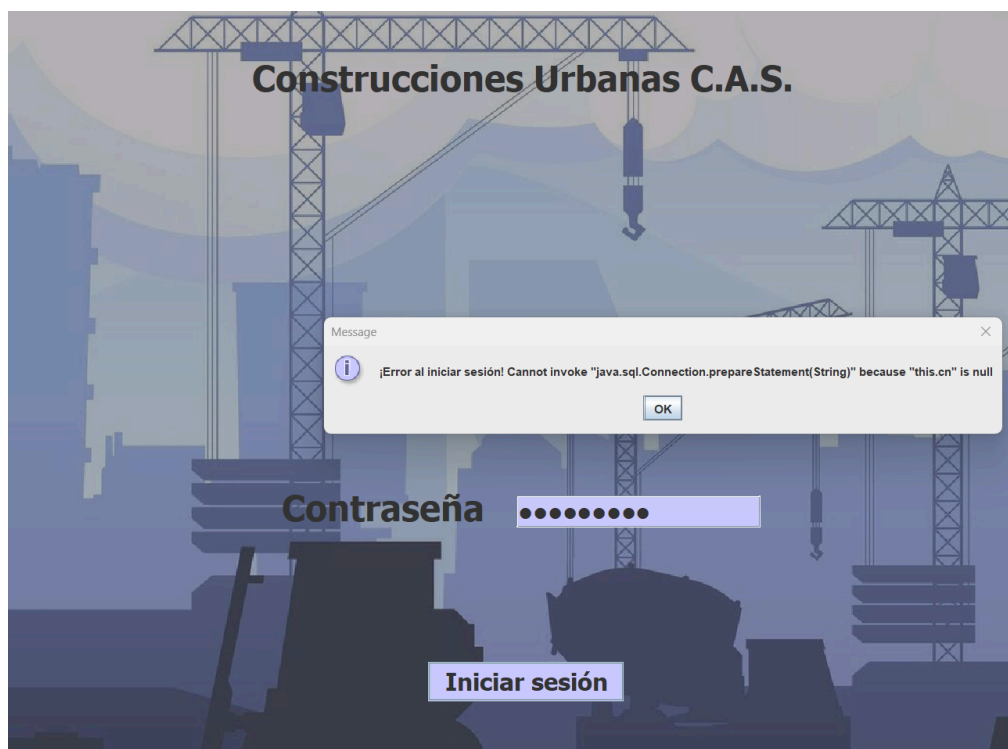 Construcciones Urbanas C.A.S.
Message
¡Error al iniciar sesión! Cannot invoke "java.sql.Connection.prepareStatement(String)" because "this.cn" is null
OK
Contraseña
Iniciar sesión